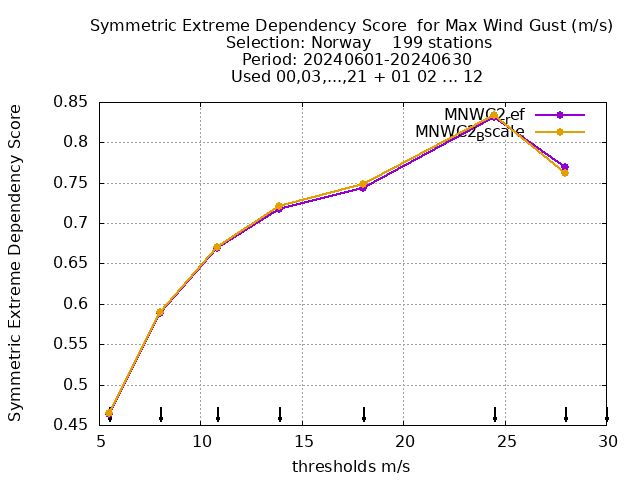 Symmetric Extreme Dependency Score  for Max Wind Gust (m/s)
Selection: Norway    199 stations
Period: 20240601-20240630
Used 00,03,...,21 + 01 02 ... 12
Symmetric Extreme Dependency Score
0.85
0.8
0.75
0.7
0.65
0.6
0.55
0.5
0.45
MNWC2ref
MNWC2Bscale
5 10 15 20 25 30
thresholds m/s